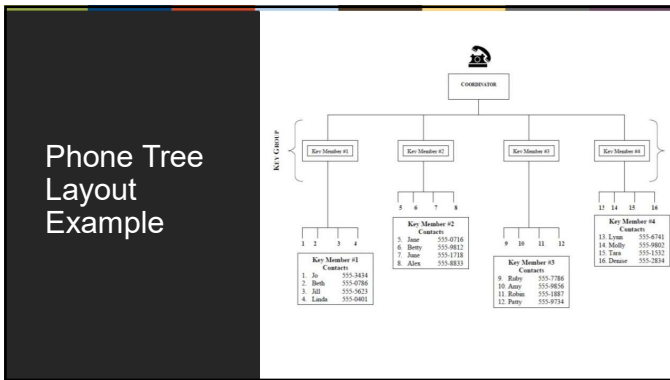 Phone Tree
Layout
Example
COORDINATOR
KEY GROUP
Key Member #1
Key Member #2
Key Member #3
Key Member #4
1 2 3 4
5 6 7 8
9 10 11 12
13 14 15 16
Key Member #1
Contacts
1. Jo 555-3434
2. Beth 555-0786
3. Jill 555-5623
4. Linda 555-0401
Key Member #2
Contacts
5. Jane 555-0716
6. Betty 555-9812
7. June 555-1718
8. Alex 555-8833
Key Member #3
Contacts
9. Ruby 555-7786
10. Amy 555-9856
11. Robin 555-1887
12. Patty 555-9734
Key Member #4
Contacts
13. Lynn 555-6741
14. Molly 555-9802
15. Tara 555-1532
16. Denise 555-2834